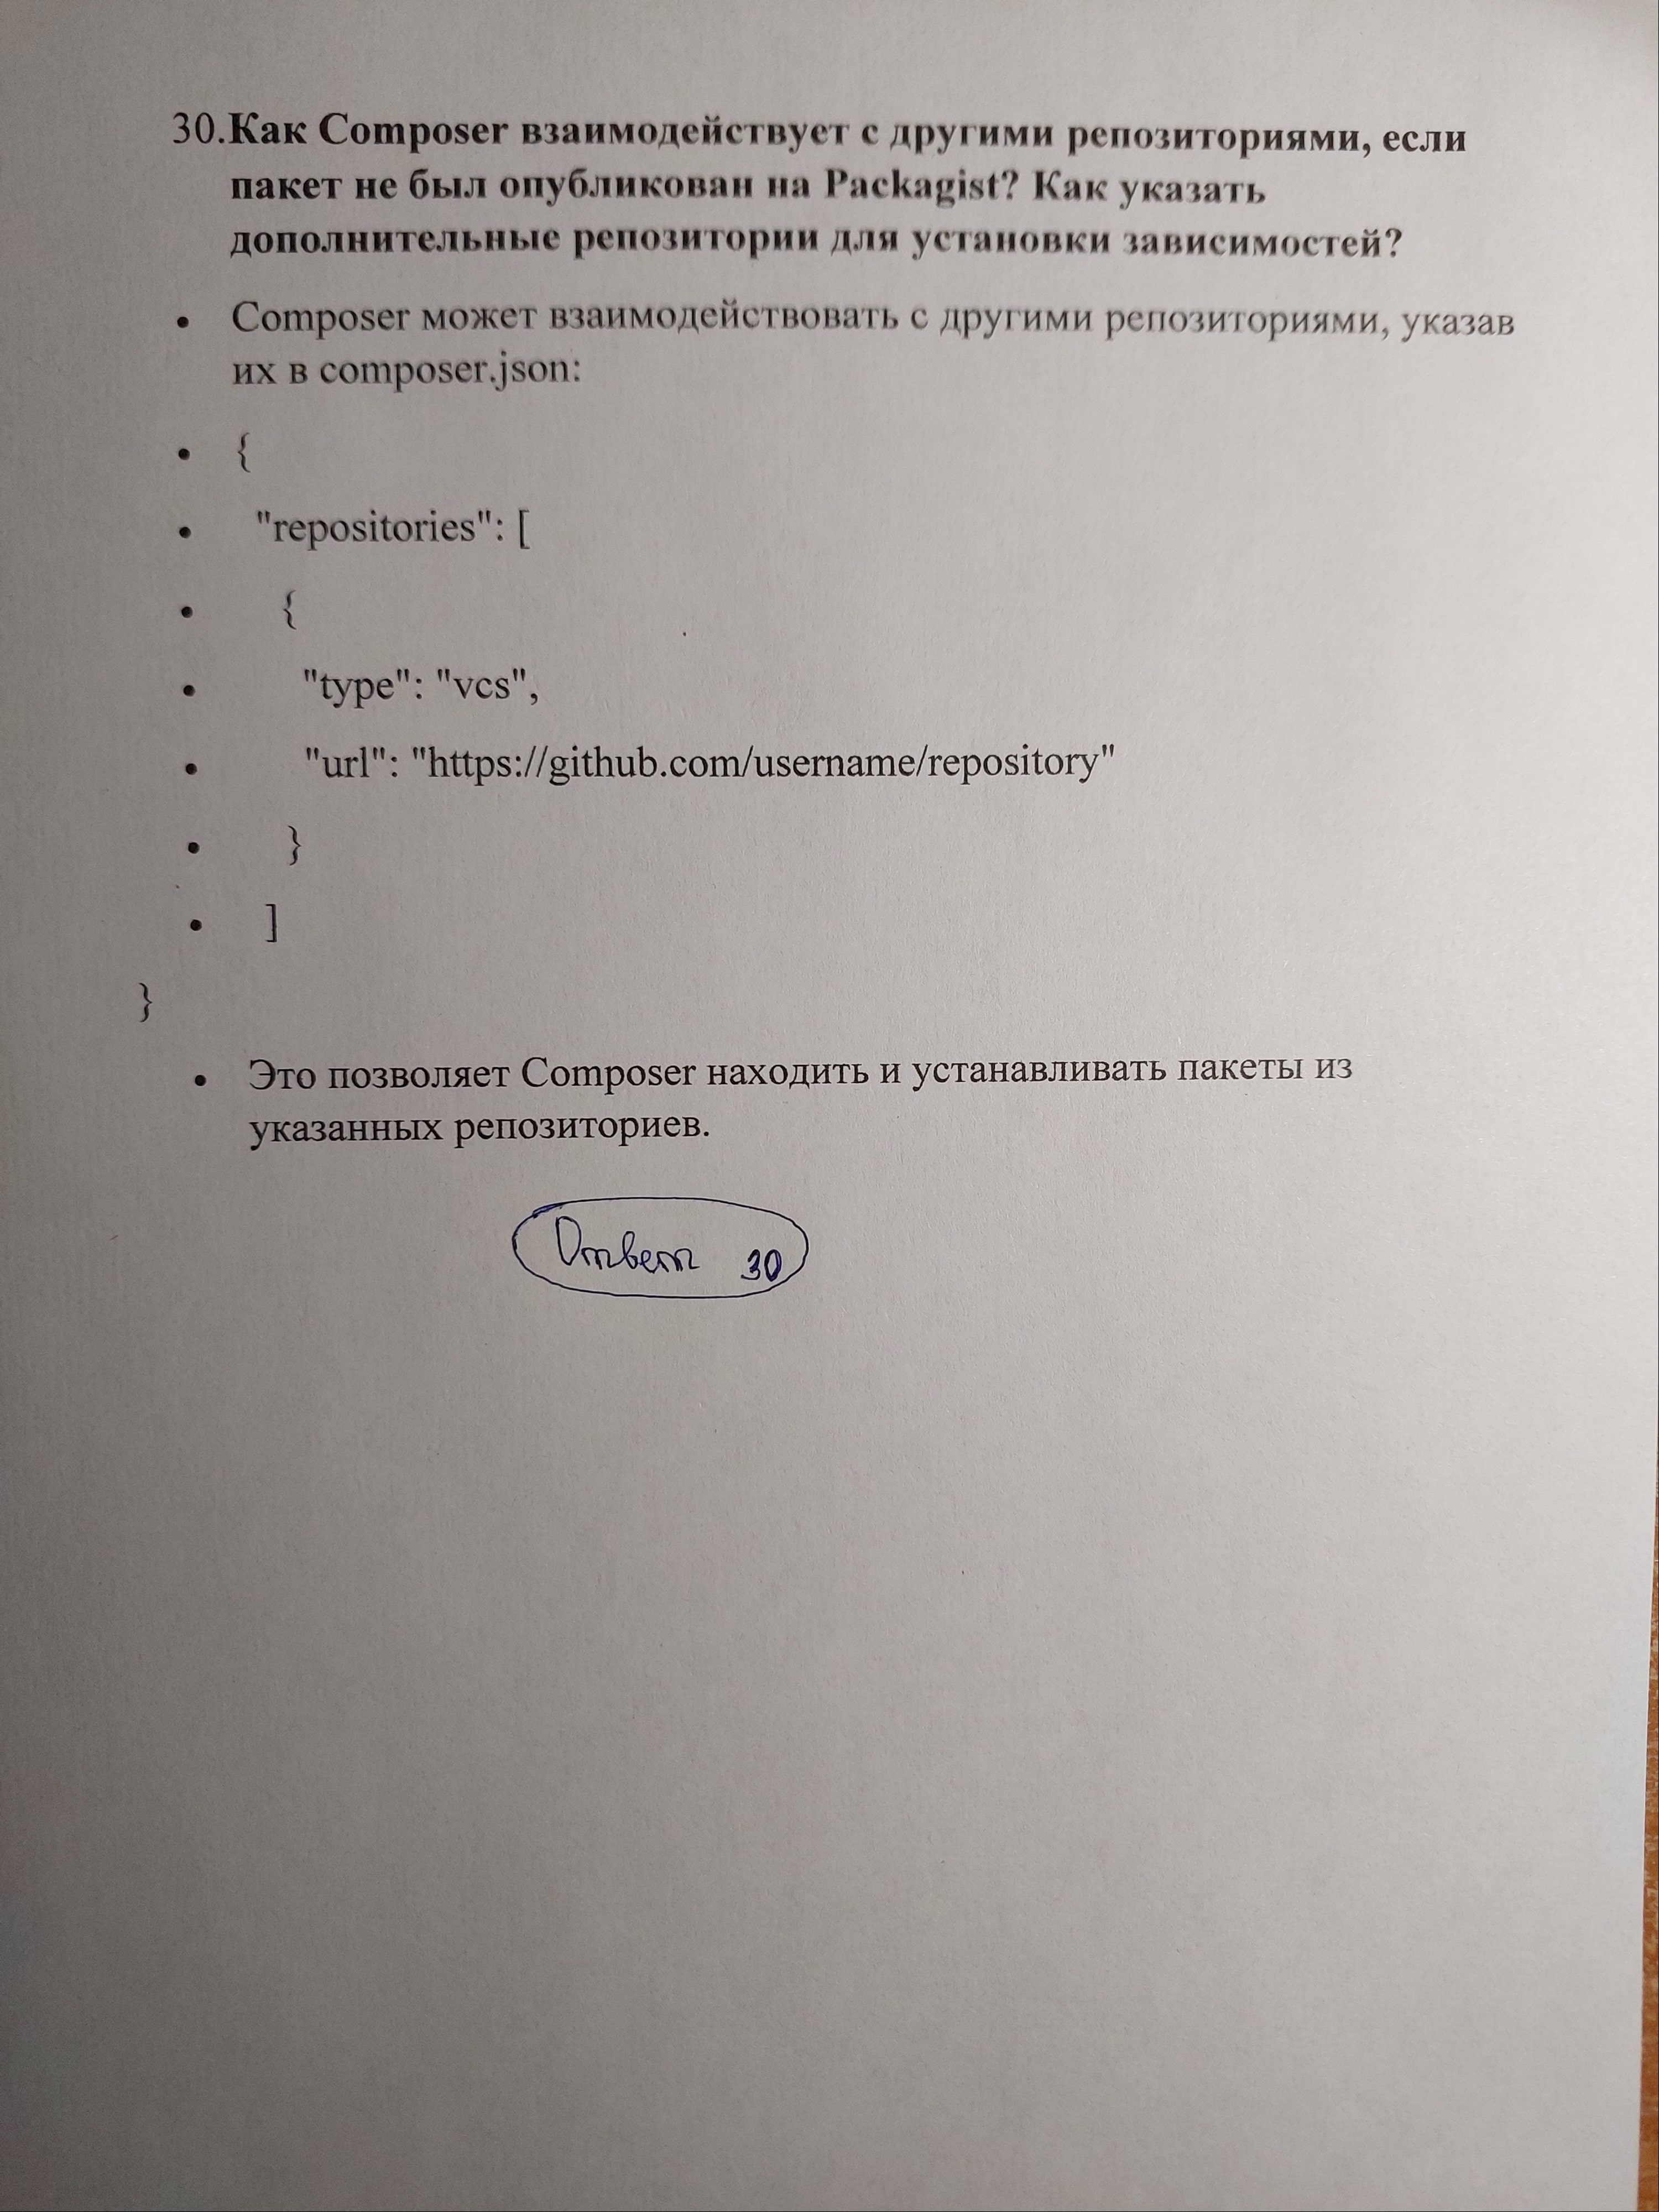 30.Как Composer взаимодействует с другими репозиториями, если
пакет не был опубликован на Packagist? Как указать
дополнительные репозитории для установки зависимостей?
• Composer может взаимодействовать с другими репозиториями, указав
их в composer.json:
• {
• "repositories": [
• {
• "type": "vcs",
• "url": "https://github.com/username/repository"
• }
• ]
}
• Это позволяет Composer находить и устанавливать пакеты из
указанных репозиториев.
Ответ 30